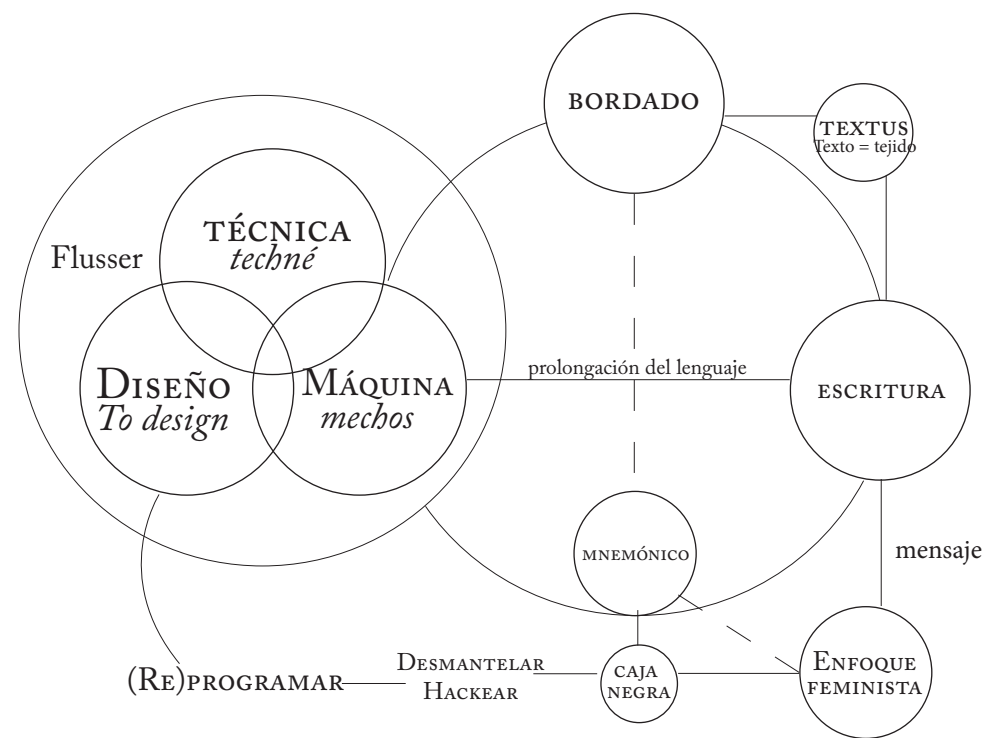 BORDADO
TEXTUS
Texto = tejido
TÉCNICA
techné
Flusser
DISEÑO
To design
MÁQUINA
mechos
prolongación del lenguaje
ESCRITURA
MNEMÓNICO
mensaje
(RE)PROGRAMAR
DESMANTELAR
HACKEAR
CAJA
NEGRA
ENFOQUE
FEMINISTA